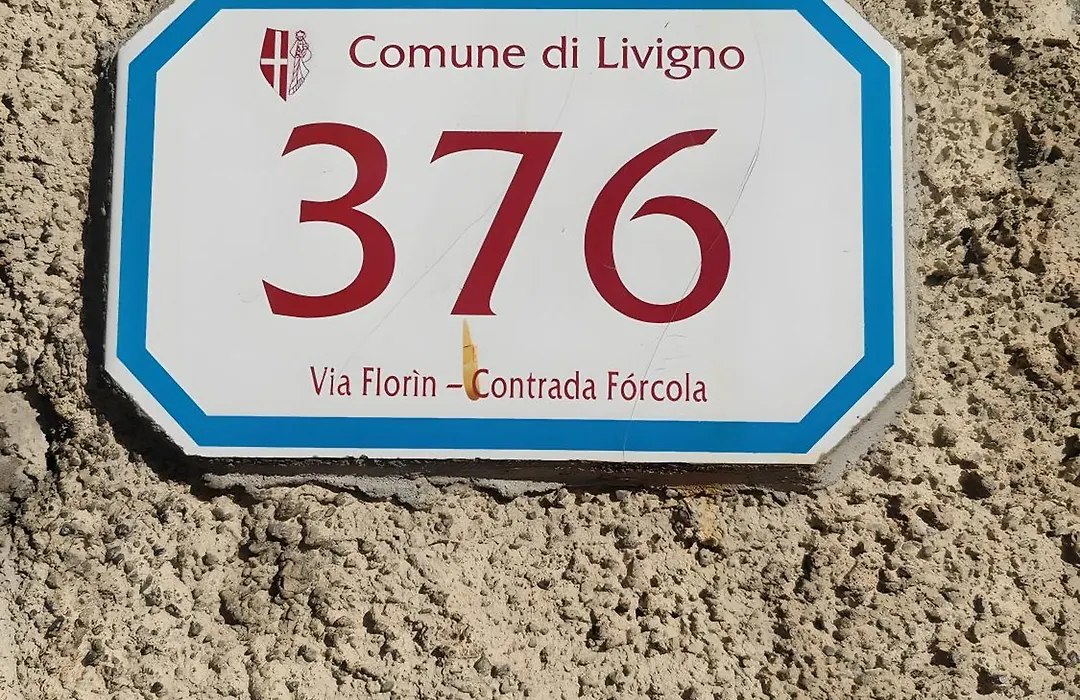 Comune di Livigno
376
Via Florìn – Contrada Fórcola